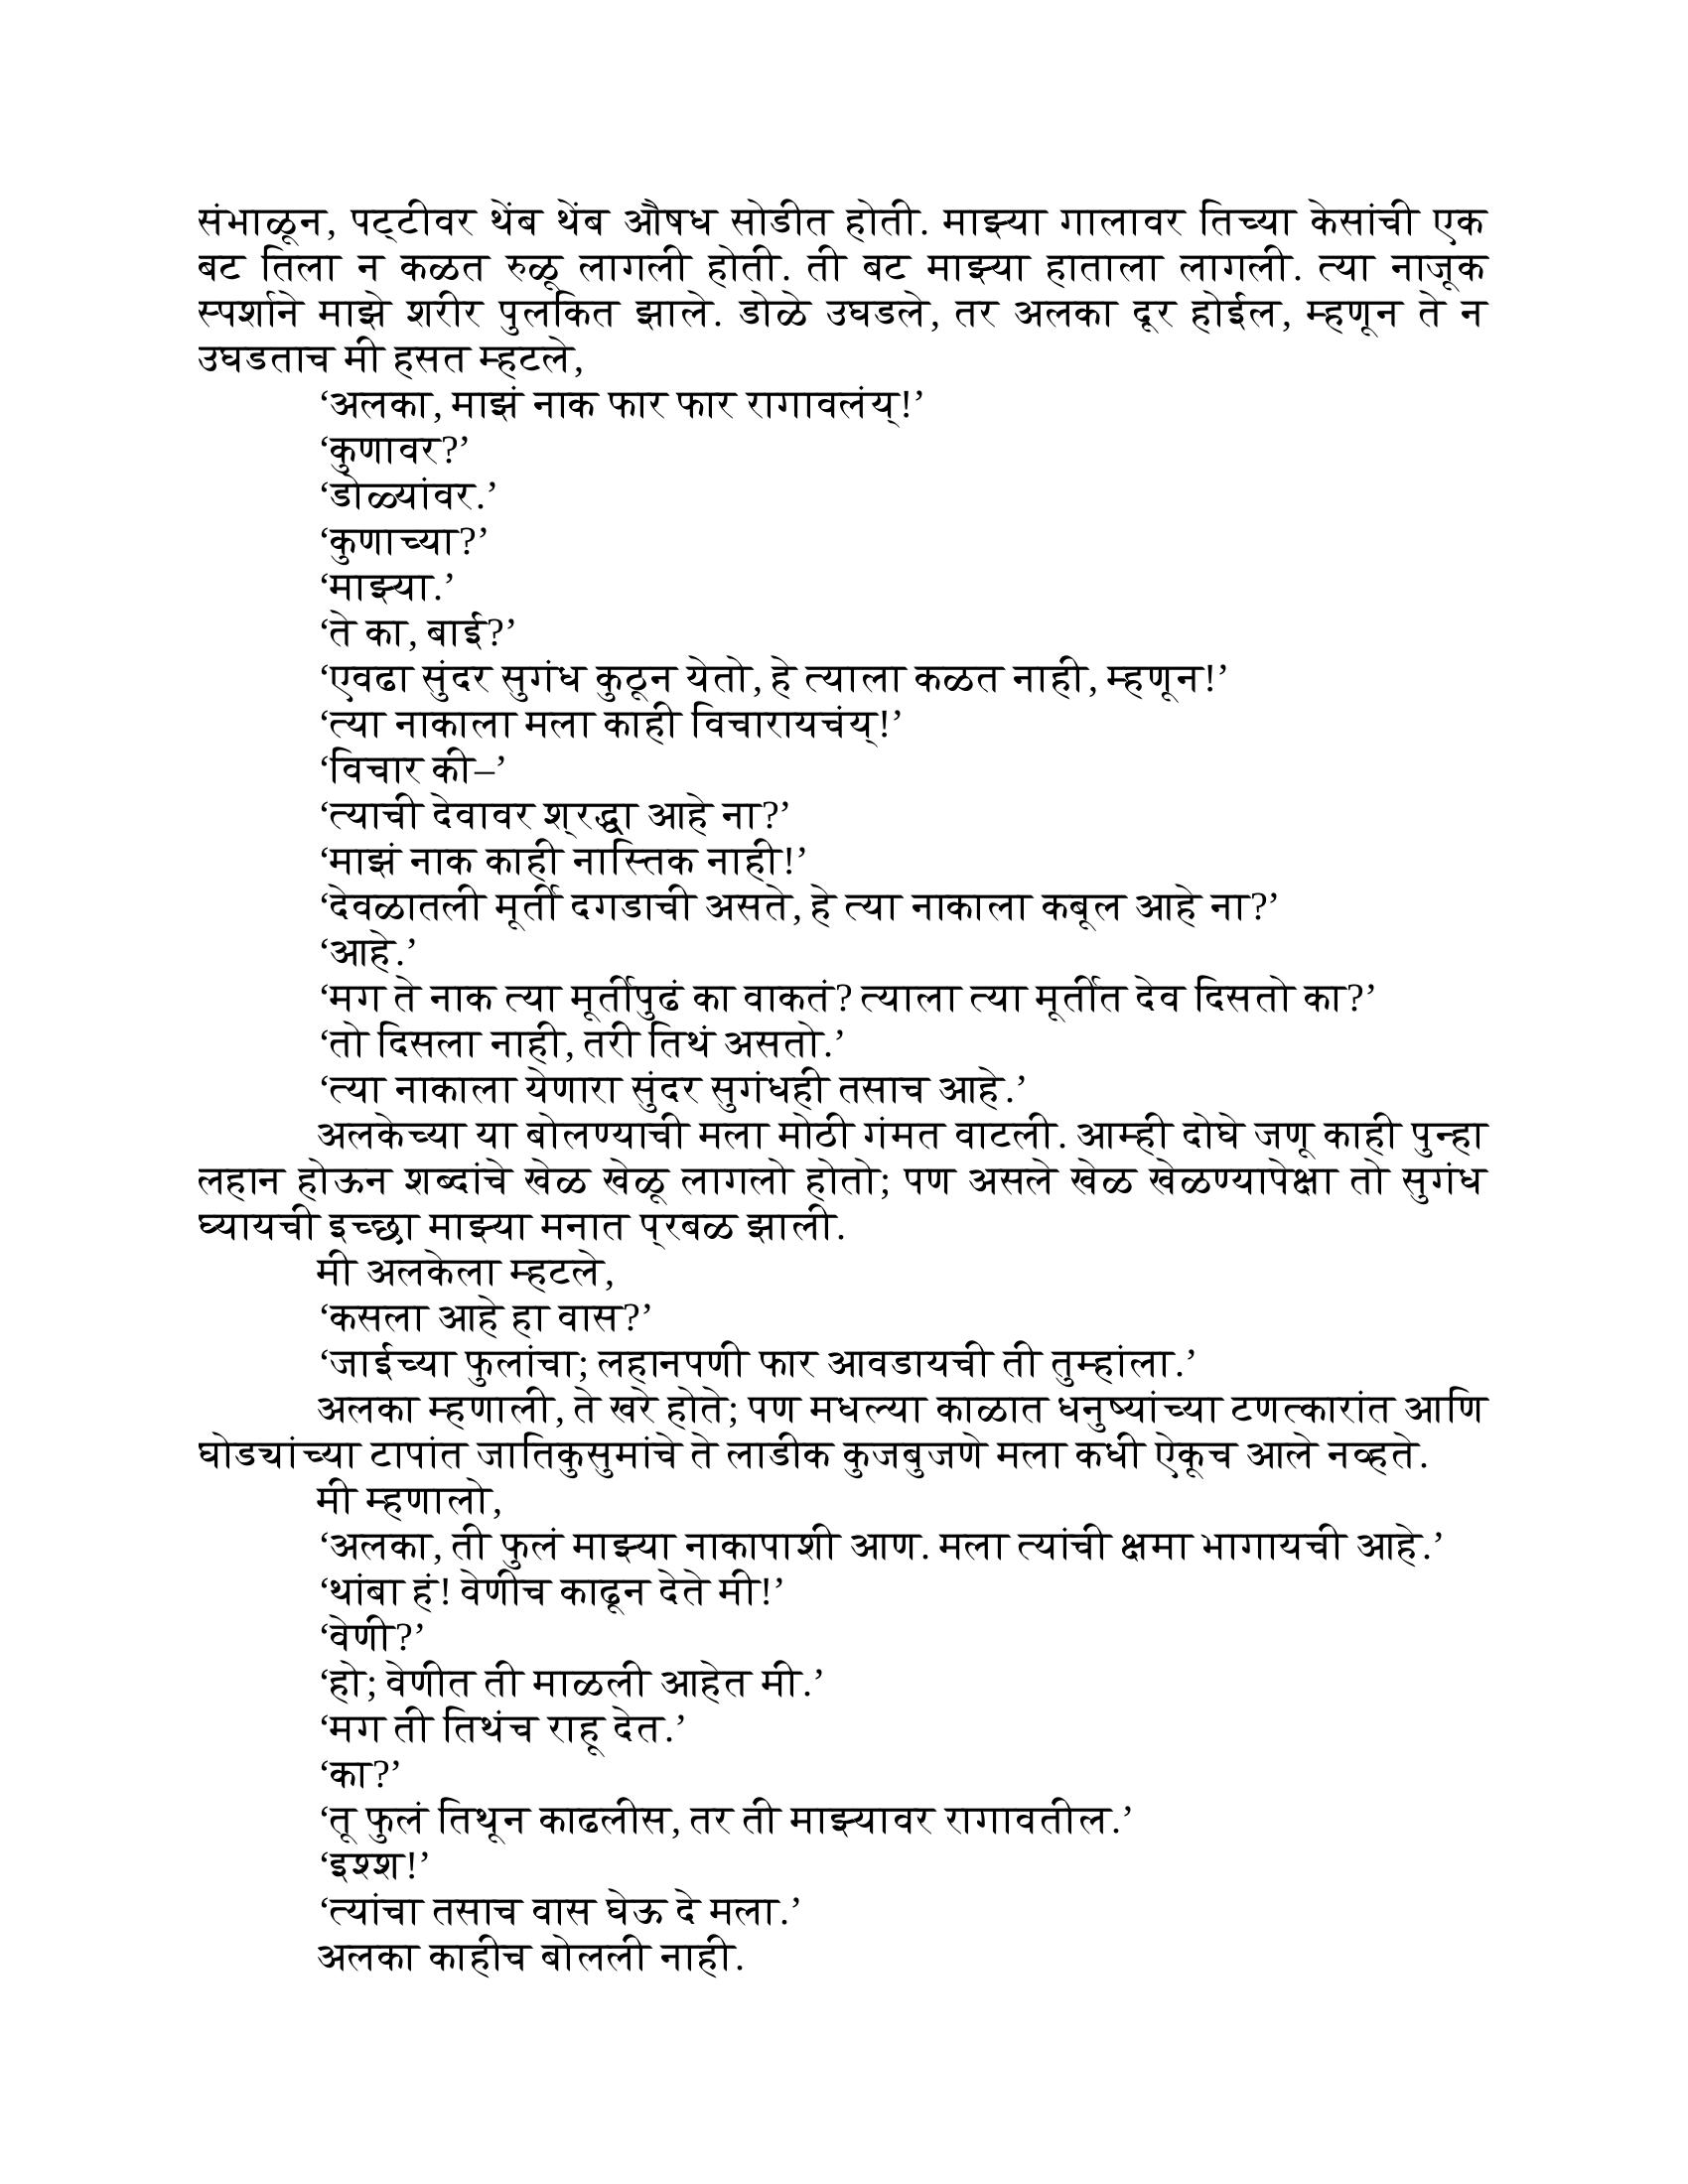 संभाळून, पट्‌टीवर थेंब थेंब औषध सोडीत होती. माझ्या गालावर तिच्या केसांची एक
बट तिला न कळत रुळू लागली होती. ती बट माझ्या हाताला लागली. त्या नाजूक
स्पर्शाने माझे शरीर पुलकित झाले. डोळे उघडले, तर अलका दूर होईल, म्हणून ते न
उघडताच मी हसत म्हटले,
‘अलका, माझं नाक फार फार रागावलंय्!’
‘कुणावर?’
‘डोळ्यांवर.’
‘कुणाच्या?’
‘माझ्या.’
‘ते का, बाई?’
‘एवढा सुंदर सुगंध कुठून येतो, हे त्याला कळत नाही, म्हणून!’
‘त्या नाकाला मला काही विचारायचंय्!’
‘विचार की–’
‘त्याची देवावर श्‌रद्धा आहे ना?’
‘माझं नाक काही नास्तिक नाही!’
‘देवळातली मूर्ती दगडाची असते, हे त्या नाकाला कबूल आहे ना?’
‘आहे.’
‘मग ते नाक त्या मूर्तीपुढं का वाकतं? त्याला त्या मूर्तीत देव दिसतो का?’
‘तो दिसला नाही, तरी तिथं असतो.’
‘त्या नाकाला येणारा सुंदर सुगंधही तसाच आहे.’
अलकेच्या या बोलण्याची मला मोठी गंमत वाटली. आम्ही दोघे जणू काही पुन्हा
लहान होऊन शब्दांचे खेळ खेळू लागलो होतो; पण असले खेळ खेळण्यापेक्षा तो सुगंध
घ्यायची इच्छा माझ्या मनात प्‌रबळ झाली.
मी अलकेला म्हटले,
‘कसला आहे हा वास?’
‘जाईच्या फुलांचा; लहानपणी फार आवडायची ती तुम्हांला.’
अलका म्हणाली, ते खरे होते; पण मधल्या काळात धनुष्यांच्या टणत्कारांत आणि
घोड्यांच्या टापांत जातिकुसुमांचे ते लाडीक कुजबुजणे मला कधी ऐकूच आले नव्हते.
मी म्हणालो,
‘अलका, ती फुलं माझ्या नाकापाशी आण. मला त्यांची क्षमा भागायची आहे.’
‘थांबा हं! वेणीच काढून देते मी!’
‘वेणी?’
‘हो; वेणीत ती माळली आहेत मी.’
‘मग ती तिथंच राहू देत.’
‘का?’
‘तू फुलं तिथून काढलीस, तर ती माझ्यावर रागावतील.’
‘इश्श!’
‘त्यांचा तसाच वास घेऊ दे मला.’
अलका काहीच बोलली नाही.